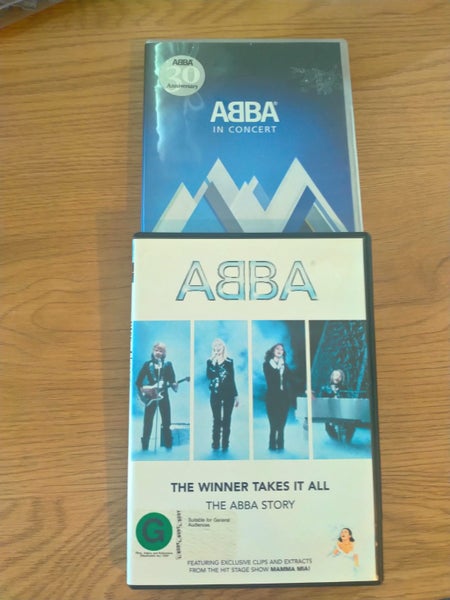 ABBA
30
Anniversary
ABBA®
IN CONCERT
ABBA
THE WINNER TAKES IT ALL
THE ABBA STORY
G
Suitable for General
Audiences
FEATURING EXCLUSIVE CLIPS AND EXTRACTS
FROM THE HIT STAGE SHOW MAMMA MIA!